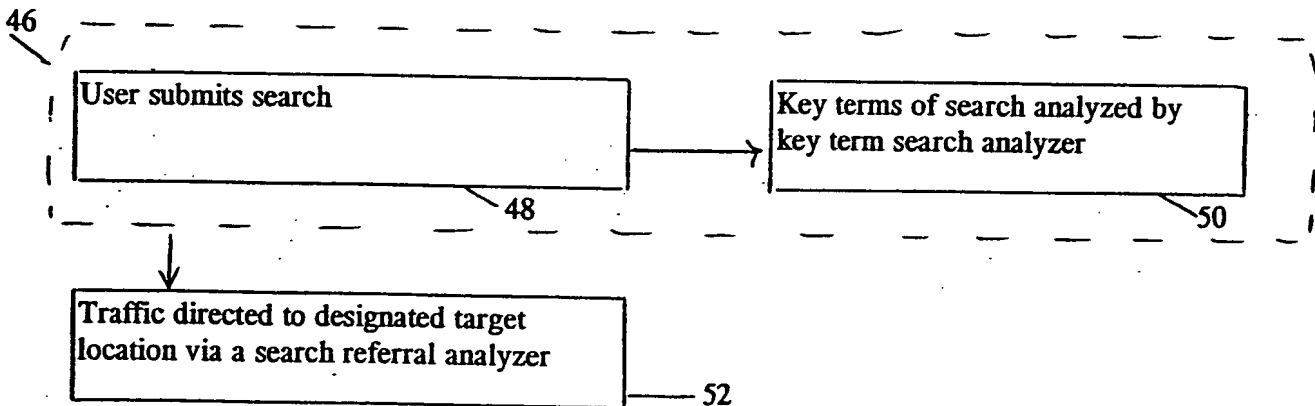 46
User submits search
Key terms of search analyzed by
key term search analyzer
48
50
Traffic directed to designated target
location via a search referral analyzer
52